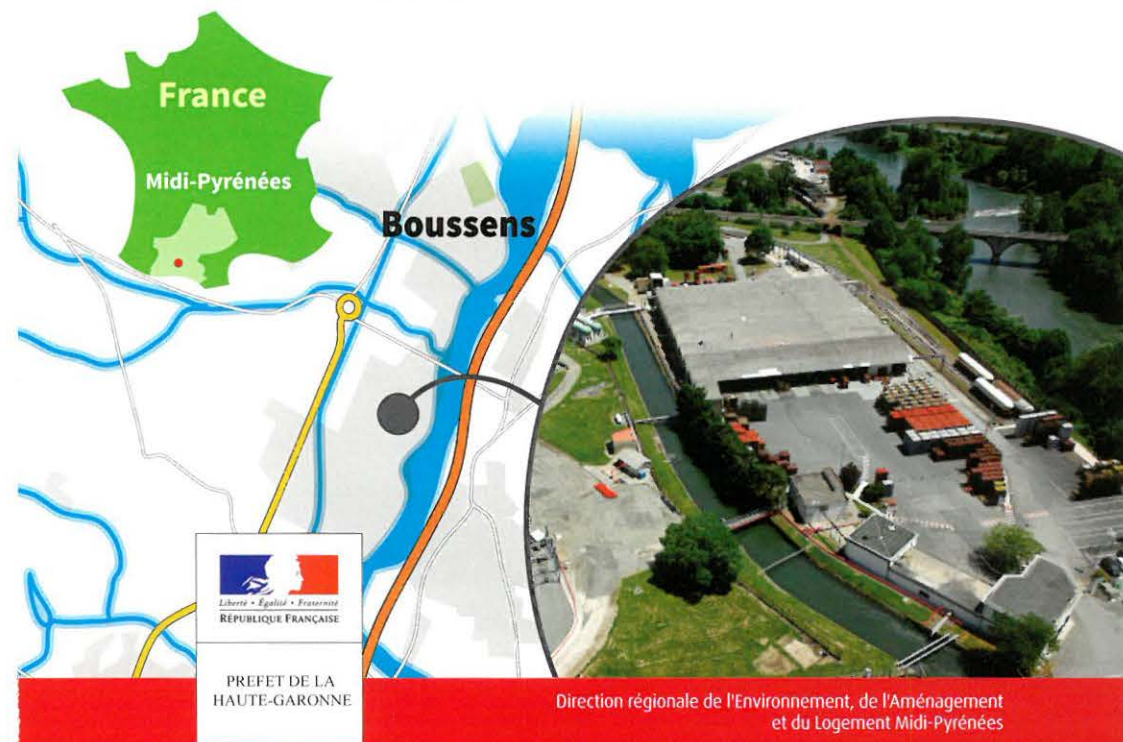 France
Midi-Pyrénées
Boussens
Liberté • Égalité • Fraternité
RÉPUBLIQUE FRANÇAISE
PREFET DE LA
HAUTE-GARONNE
Direction régionale de l'Environnement, de l'Aménagement
et du Logement Midi-Pyrénées